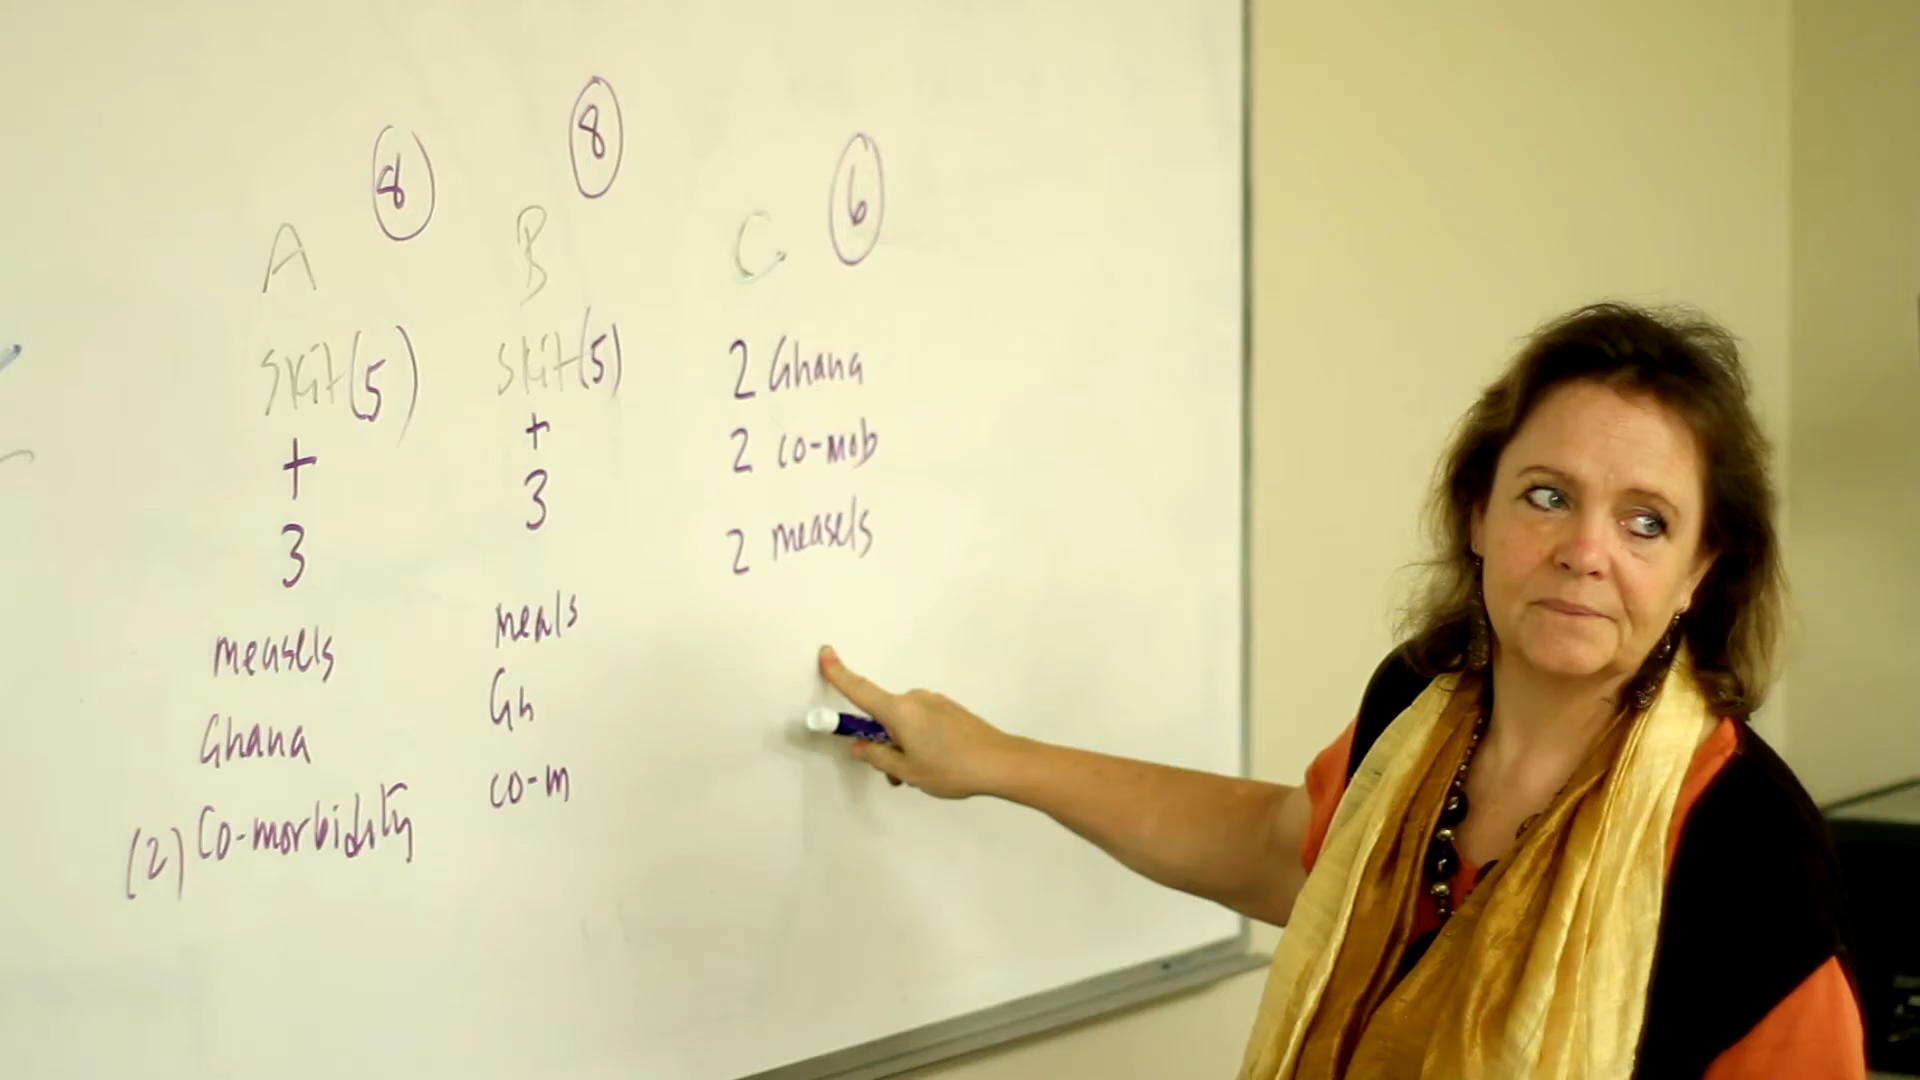 8
A
skit (5)
+
3
measels
Ghana
(2) Co-morbidity
8
B
skit (5)
+
3
meals
Gh
co-m
6
C
2 Ghana
2 co-mob
2 measels